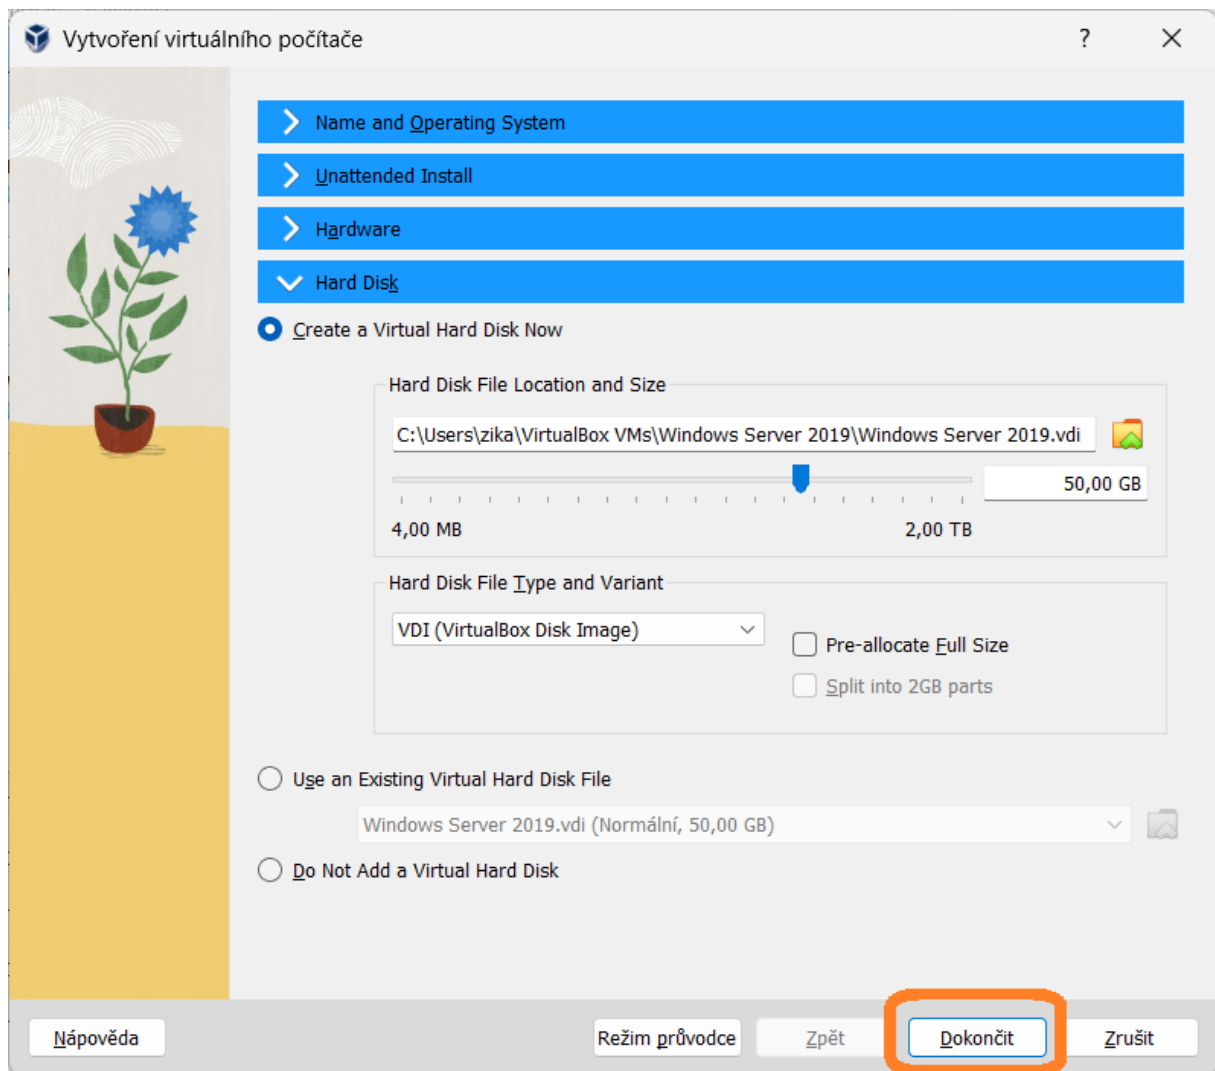 Vytvoření virtuálního počítače
?
Name and Operating System
Unattended Install
Hardware
Hard Disk
Create a Virtual Hard Disk Now
Hard Disk File Location and Size
C:\Users\zika\VirtualBox VMs\Windows Server 2019\Windows Server 2019.vdi
50,00 GB
4,00 MB 2,00 TB
Hard Disk File Type and Variant
VDI (VirtualBox Disk Image)
Pre-allocate Full Size
Split into 2GB parts
Use an Existing Virtual Hard Disk File
Windows Server 2019.vdi (Normální, 50,00 GB)
Do Not Add a Virtual Hard Disk
Nápověda Režim průvodce Zpět Dokončit Zrušit